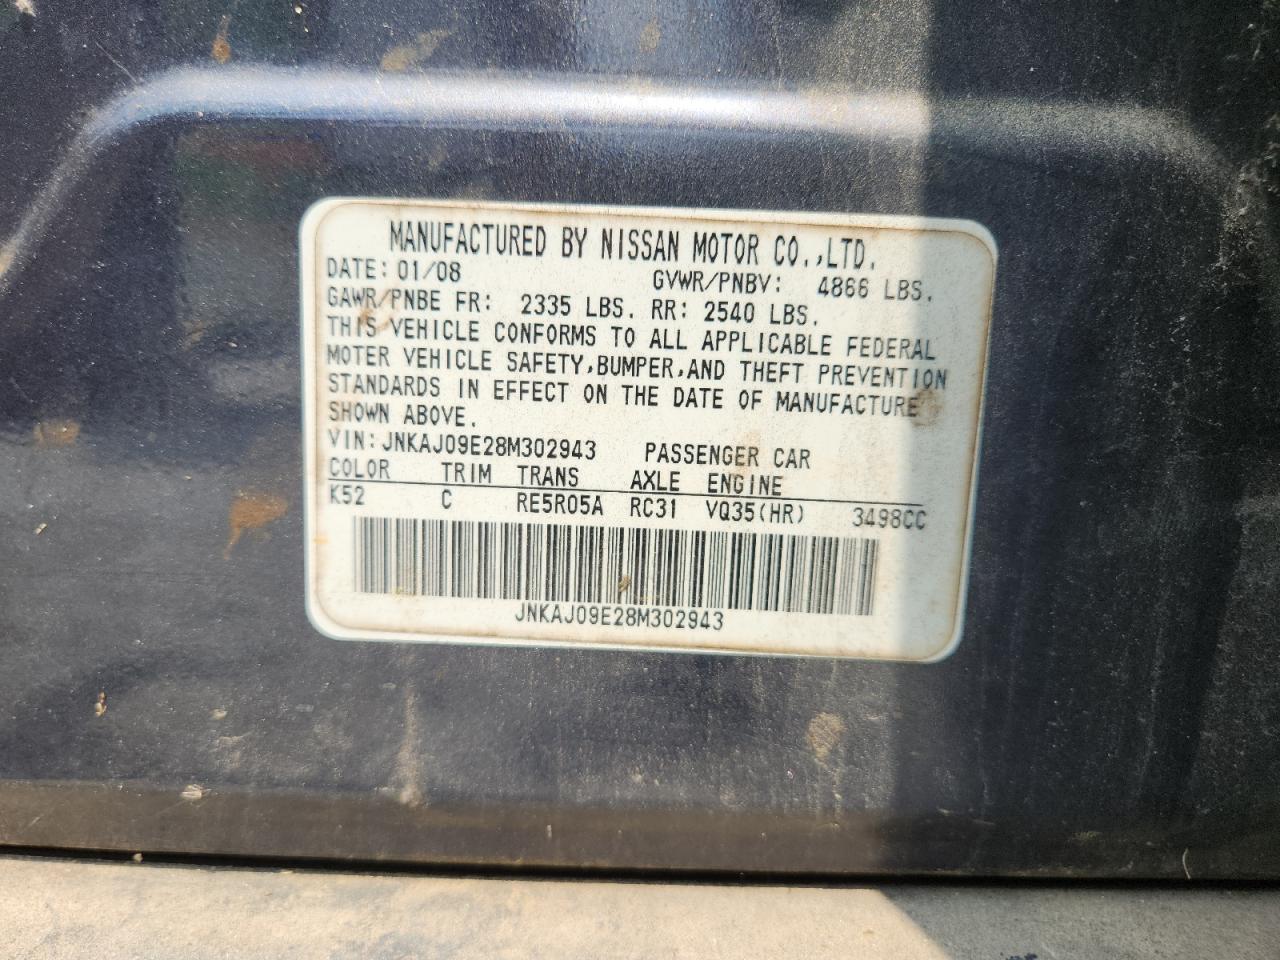 MANUFACTURED BY NISSAN MOTOR CO.,LTD.
DATE: 01/08 GVWR/PNBV: 4866 LBS.
GAWR/PNBE FR: 2335 LBS. RR: 2540 LBS.
THIS VEHICLE CONFORMS TO ALL APPLICABLE FEDERAL
MOTER VEHICLE SAFETY,BUMPER,AND THEFT PREVENTION
STANDARDS IN EFFECT ON THE DATE OF MANUFACTURE
SHOWN ABOVE.
VIN: JNKAJ09E28M302943 PASSENGER CAR
COLOR TRIM TRANS AXLE ENGINE
K52 C RE5R05A RC31 VQ35(HR) 3498CC
JNKAJ09E28M302943